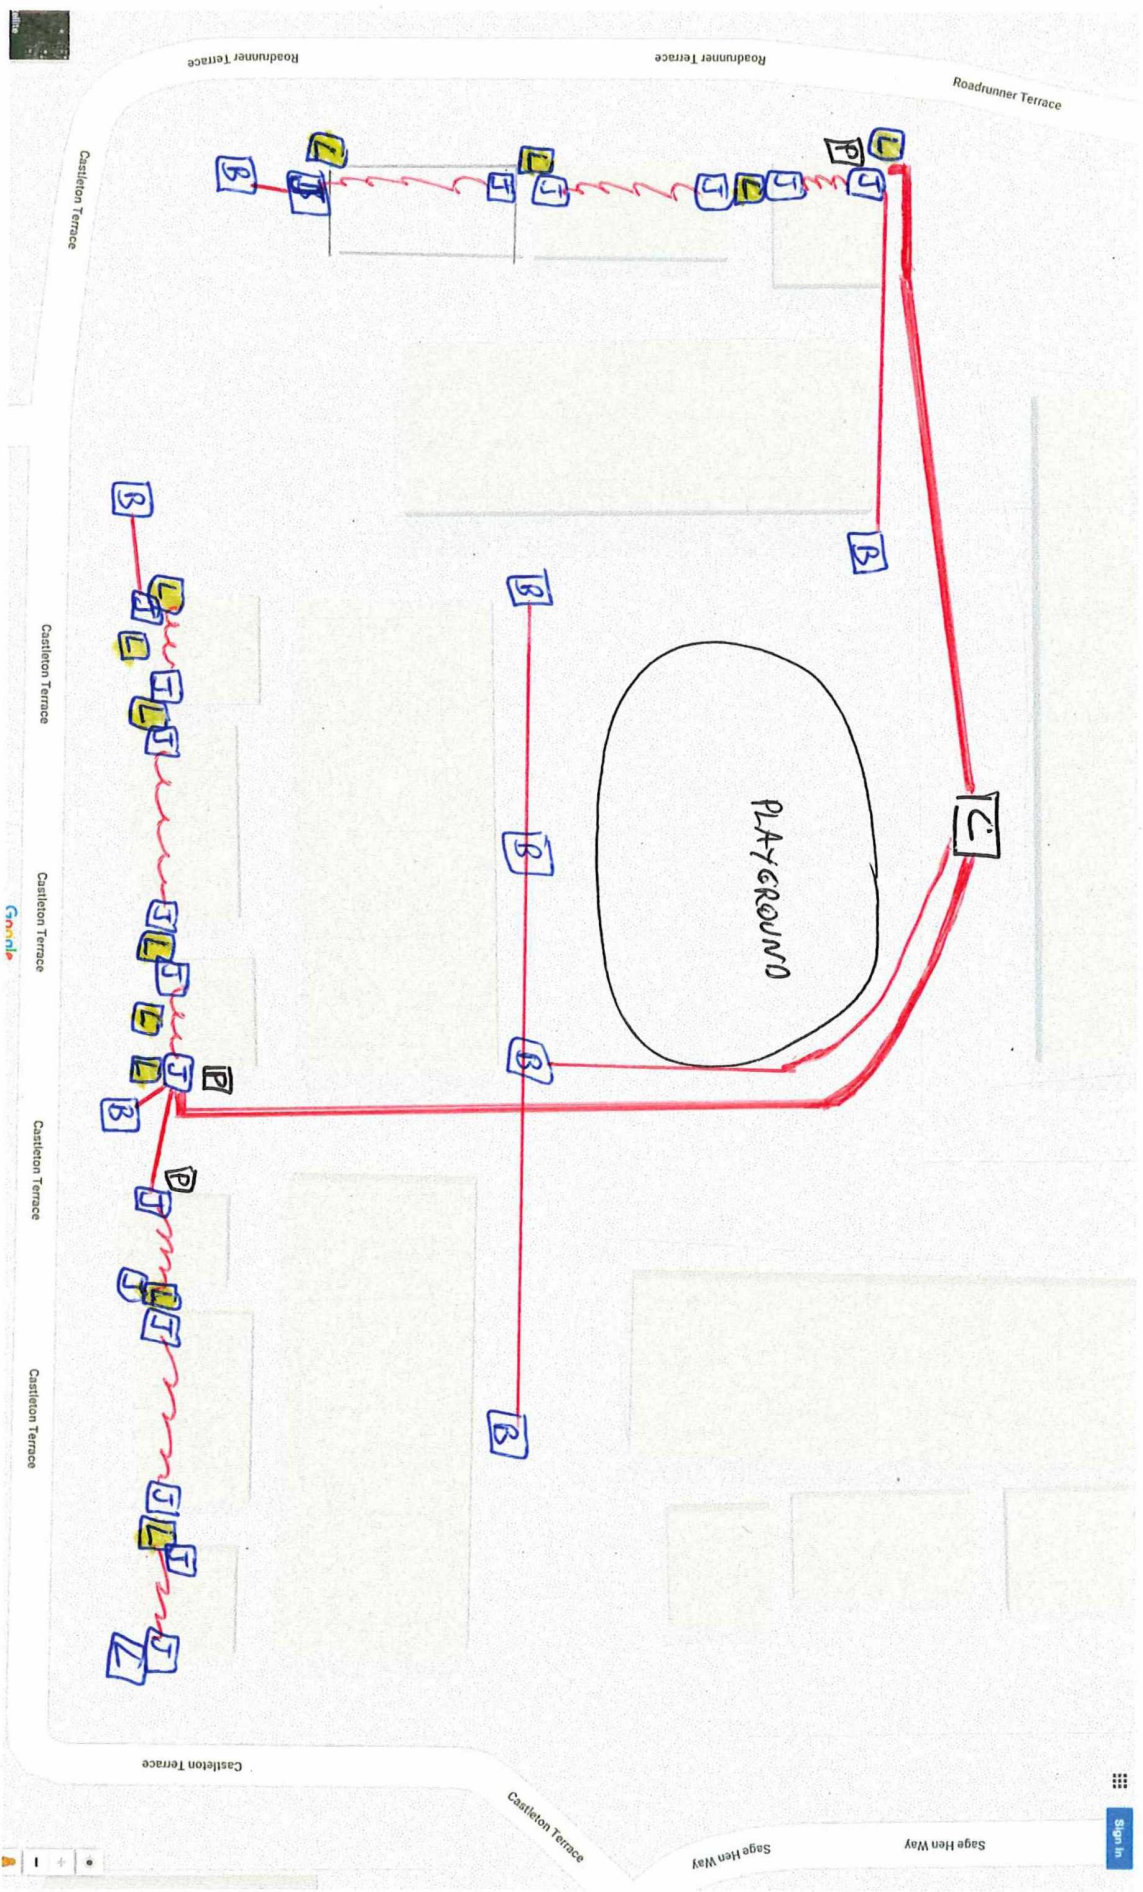 Roadrunner Terrace
Roadrunner Terrace
Roadrunner Terrace
Castleton Terrace
L
L
P
L
B
J
J
J
L
J
J
B
B
B
L
J
L
J
L
J
Castleton Terrace
PLAYGROUND
C
B
J
L
J
L
Castleton Terrace
Google
B
L
J
P
B
Castleton Terrace
P
J
J
L
J
Castleton Terrace
B
J
L
J
J
L
Castleton Terrace
Castleton Terrace
Sage Hen Way
Sage Hen Way
Sign in